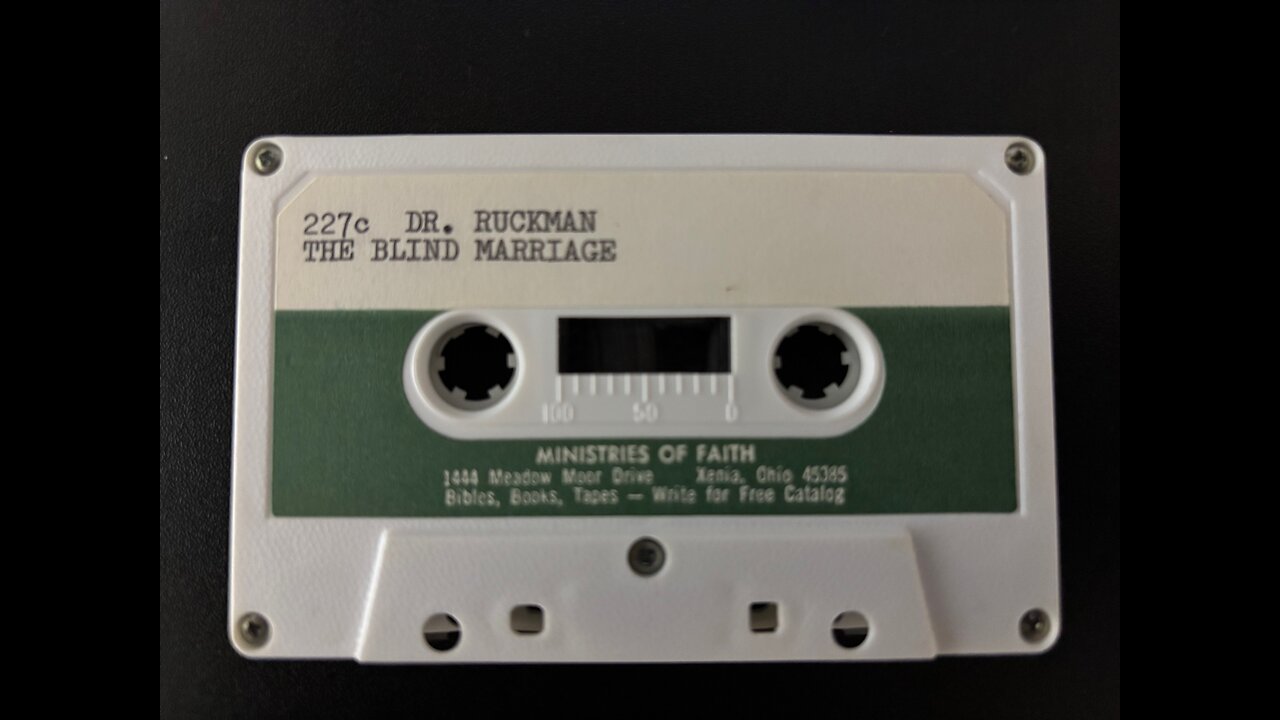 227c DR. RUCKMAN
THE BLIND MARRIAGE
100 50 0
MINISTRIES OF FAITH
1444 Meadow Moor Drive Xenia, Ohio 45385
Bibles, Books, Tapes — Write for Free Catalog